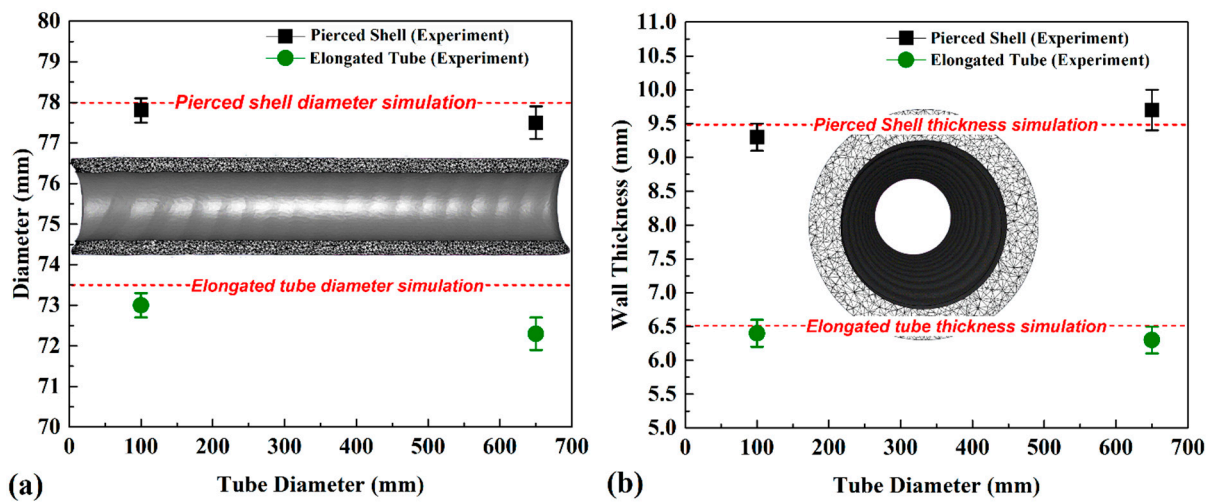 80
79
78
77
76
75
74
73
72
71
70
Diameter (mm)
Pierced Shell (Experiment)
Elongated Tube (Experiment)
Pierced shell diameter simulation
Elongated tube diameter simulation
0 100 200 300 400 500 600 700
Tube Diameter (mm)
(a)
11.0
10.5
10.0
9.5
9.0
8.5
8.0
7.5
7.0
6.5
6.0
5.5
5.0
Wall Thickness (mm)
Pierced Shell (Experiment)
Elongated Tube (Experiment)
Pierced Shell thickness simulation
Elongated tube thickness simulation
0 100 200 300 400 500 600 700
Tube Diameter (mm)
(b)